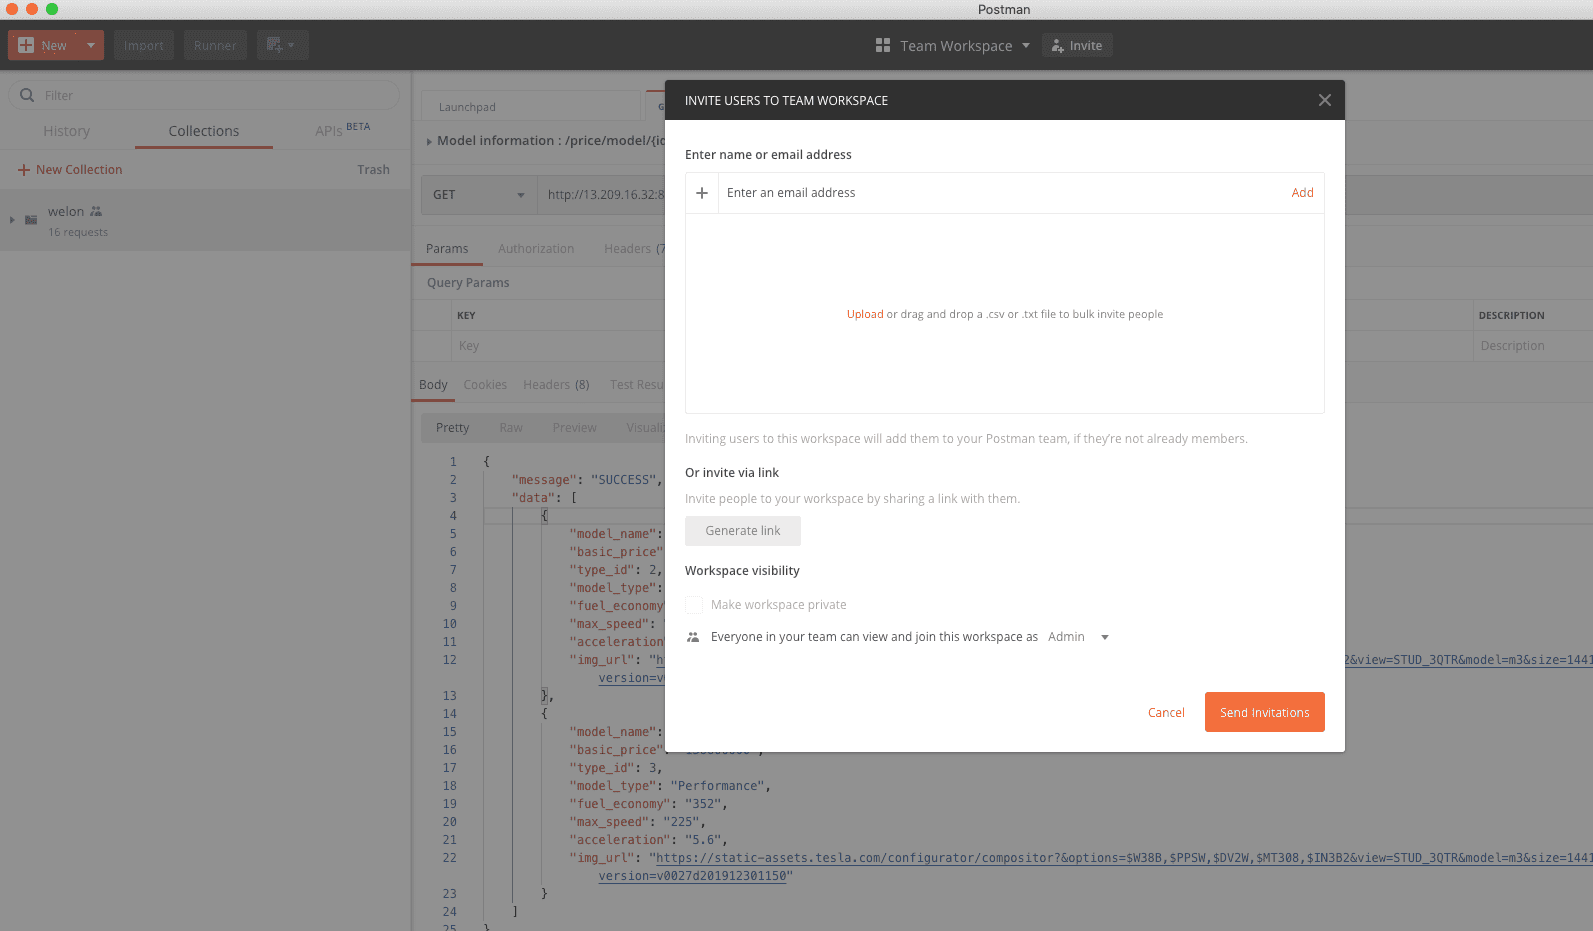 Postman
New
Import
Runner
Team Workspace
Invite
Filter
History
Collections
APIs BETA
New Collection
Trash
welon
16 requests
Launchpad
Model information : /price/model/{id
GET
http://13.209.16.32:8
Params
Authorization
Headers (7
Query Params
KEY
DESCRIPTION
Key
Description
Body
Cookies
Headers (8)
Test Resu
Pretty
Raw
Preview
Visuali
1 {
2 "message": "SUCCESS",
3 "data": [
4 {
5 "model_name":
6 "basic_price"
7 "type_id": 2,
8 "model_type":
9 "fuel_economy
10 "max_speed":
11 "acceleration"
12 "img_url": "h 2&view=STUD_3QTR&model=m3&size=1441
version=v0
13 },
14 {
15 "model_name":
16 "basic_price":
17 "type_id": 3,
18 "model_type": "Performance",
19 "fuel_economy": "352",
20 "max_speed": "225",
21 "acceleration": "5.6",
22 "img_url": "https://static-assets.tesla.com/configurator/compositor?&options=$W38B,$PPSW,$DV2W,$MT308,$IN3B2&view=STUD_3QTR&model=m3&size=1441
version=v0027d201912301150"
23 }
24 ]
25 }
INVITE USERS TO TEAM WORKSPACE
Enter name or email address
Enter an email address
Add
Upload or drag and drop a .csv or .txt file to bulk invite people
Inviting users to this workspace will add them to your Postman team, if they're not already members.
Or invite via link
Invite people to your workspace by sharing a link with them.
Generate link
Workspace visibility
Make workspace private
Everyone in your team can view and join this workspace as Admin
Cancel
Send Invitations